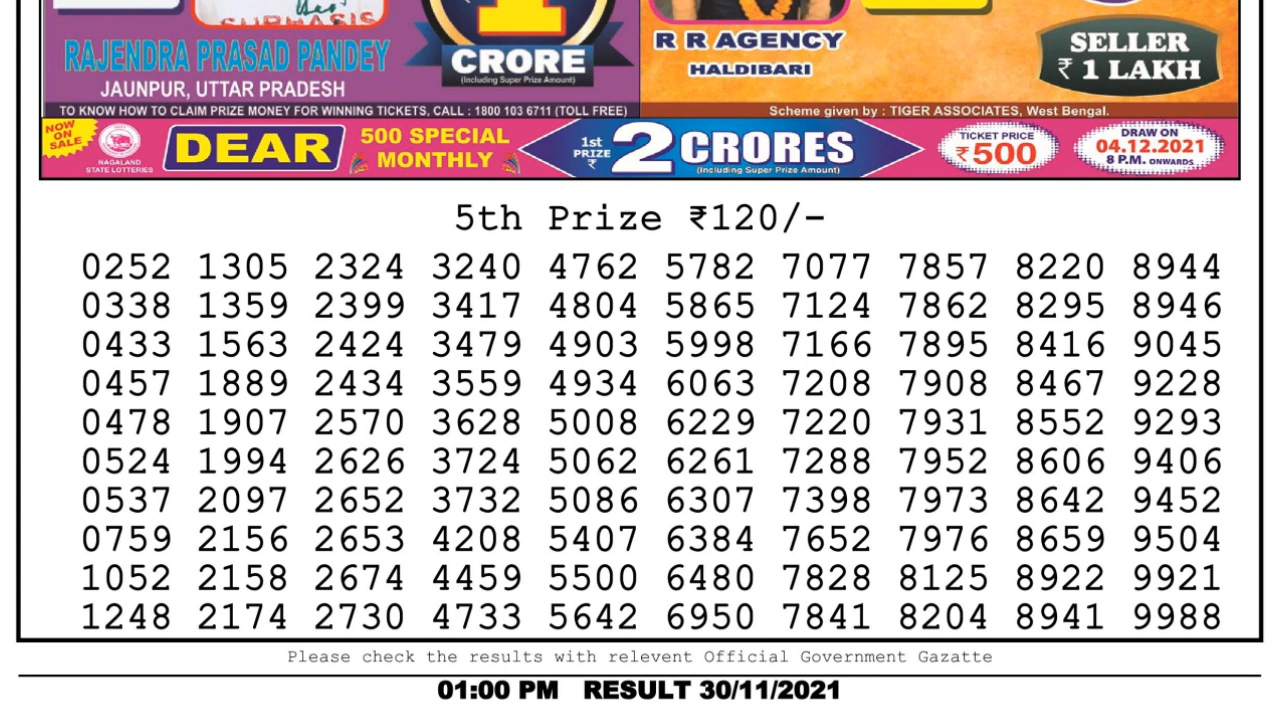 SUBHASIS
RAJENDRA PRASAD PANDEY
JAUNPUR, UTTAR PRADESH
1
CRORE
(Including Super Prize Amount)
R R AGENCY
HALDIBARI
SELLER
₹ 1 LAKH
TO KNOW HOW TO CLAIM PRIZE MONEY FOR WINNING TICKETS, CALL : 1800 103 6711 (TOLL FREE)
Scheme given by : TIGER ASSOCIATES, West Bengal.
NOW ON SALE
NAGALAND
STATE LOTTERIES
DEAR
500 SPECIAL
MONTHLY
1st
PRIZE
₹
2 CRORES
(Including Super Prize Amount)
TICKET PRICE
₹500
DRAW ON
04.12.2021
8 P.M. ONWARDS
5th Prize ₹120/-
0252 1305 2324 3240 4762 5782 7077 7857 8220 8944
0338 1359 2399 3417 4804 5865 7124 7862 8295 8946
0433 1563 2424 3479 4903 5998 7166 7895 8416 9045
0457 1889 2434 3559 4934 6063 7208 7908 8467 9228
0478 1907 2570 3628 5008 6229 7220 7931 8552 9293
0524 1994 2626 3724 5062 6261 7288 7952 8606 9406
0537 2097 2652 3732 5086 6307 7398 7973 8642 9452
0759 2156 2653 4208 5407 6384 7652 7976 8659 9504
1052 2158 2674 4459 5500 6480 7828 8125 8922 9921
1248 2174 2730 4733 5642 6950 7841 8204 8941 9988
Please check the results with relevent Official Government Gazatte
01:00 PM RESULT 30/11/2021